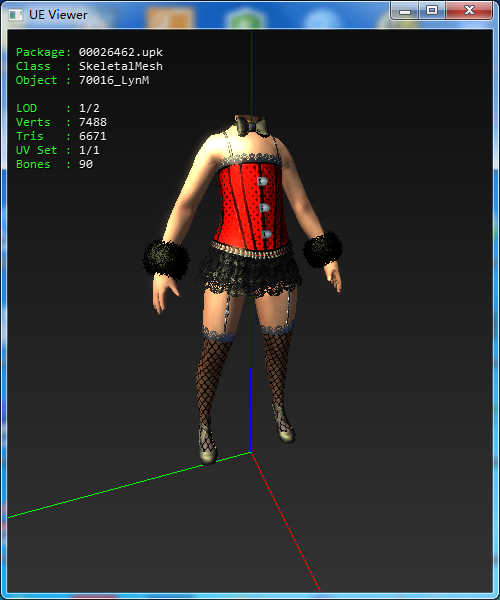 UE Viewer
Package: 00026462.upk
Class : SkeletalMesh
Object : 70016_LynM
LOD : 1/2
Verts : 7488
Tris : 6671
UV Set : 1/1
Bones : 90